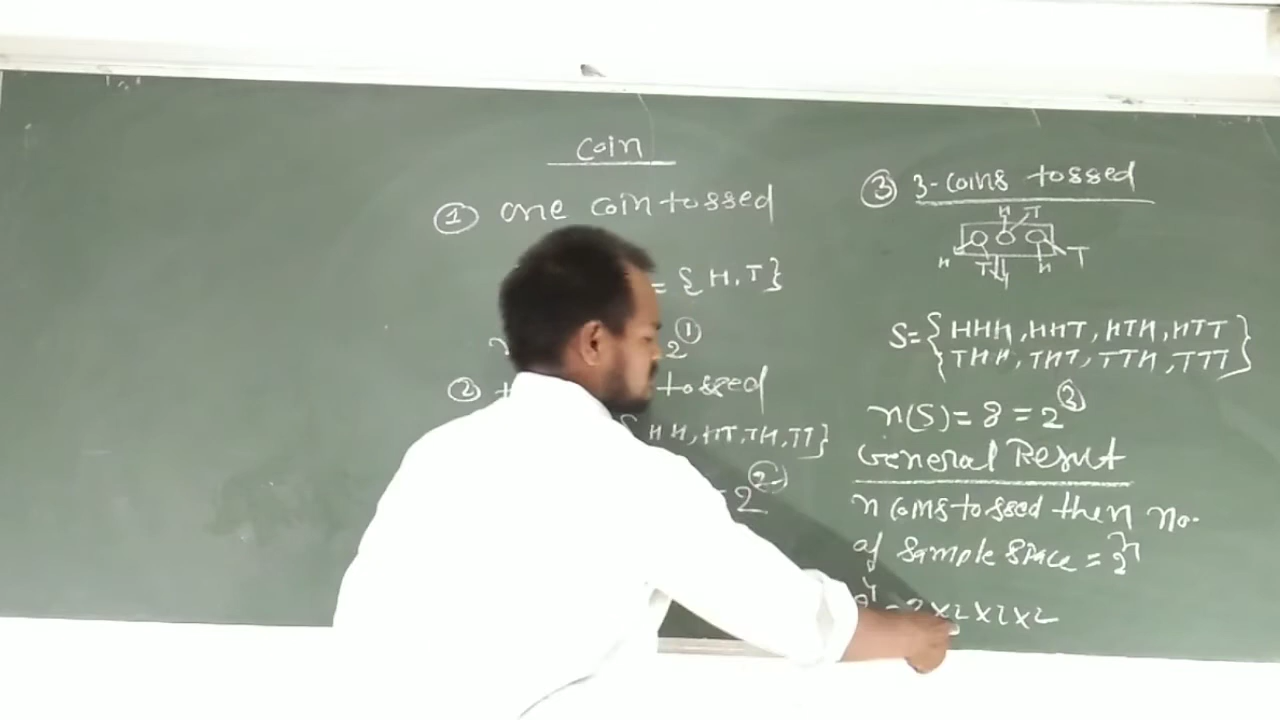 Coin
① one coin tossed
= {H,T}
2①
②
tossed
HH,HT,TH,TT}
= 2②
③ 3-coins tossed
H T
H T H T
S={HHH,HHT,HTH,HTT
THH,THT,TTH,TTT}
n(S)=8=2③
General Result
n coins tossed then no.
of sample space = 2ⁿ
2×2×2×2